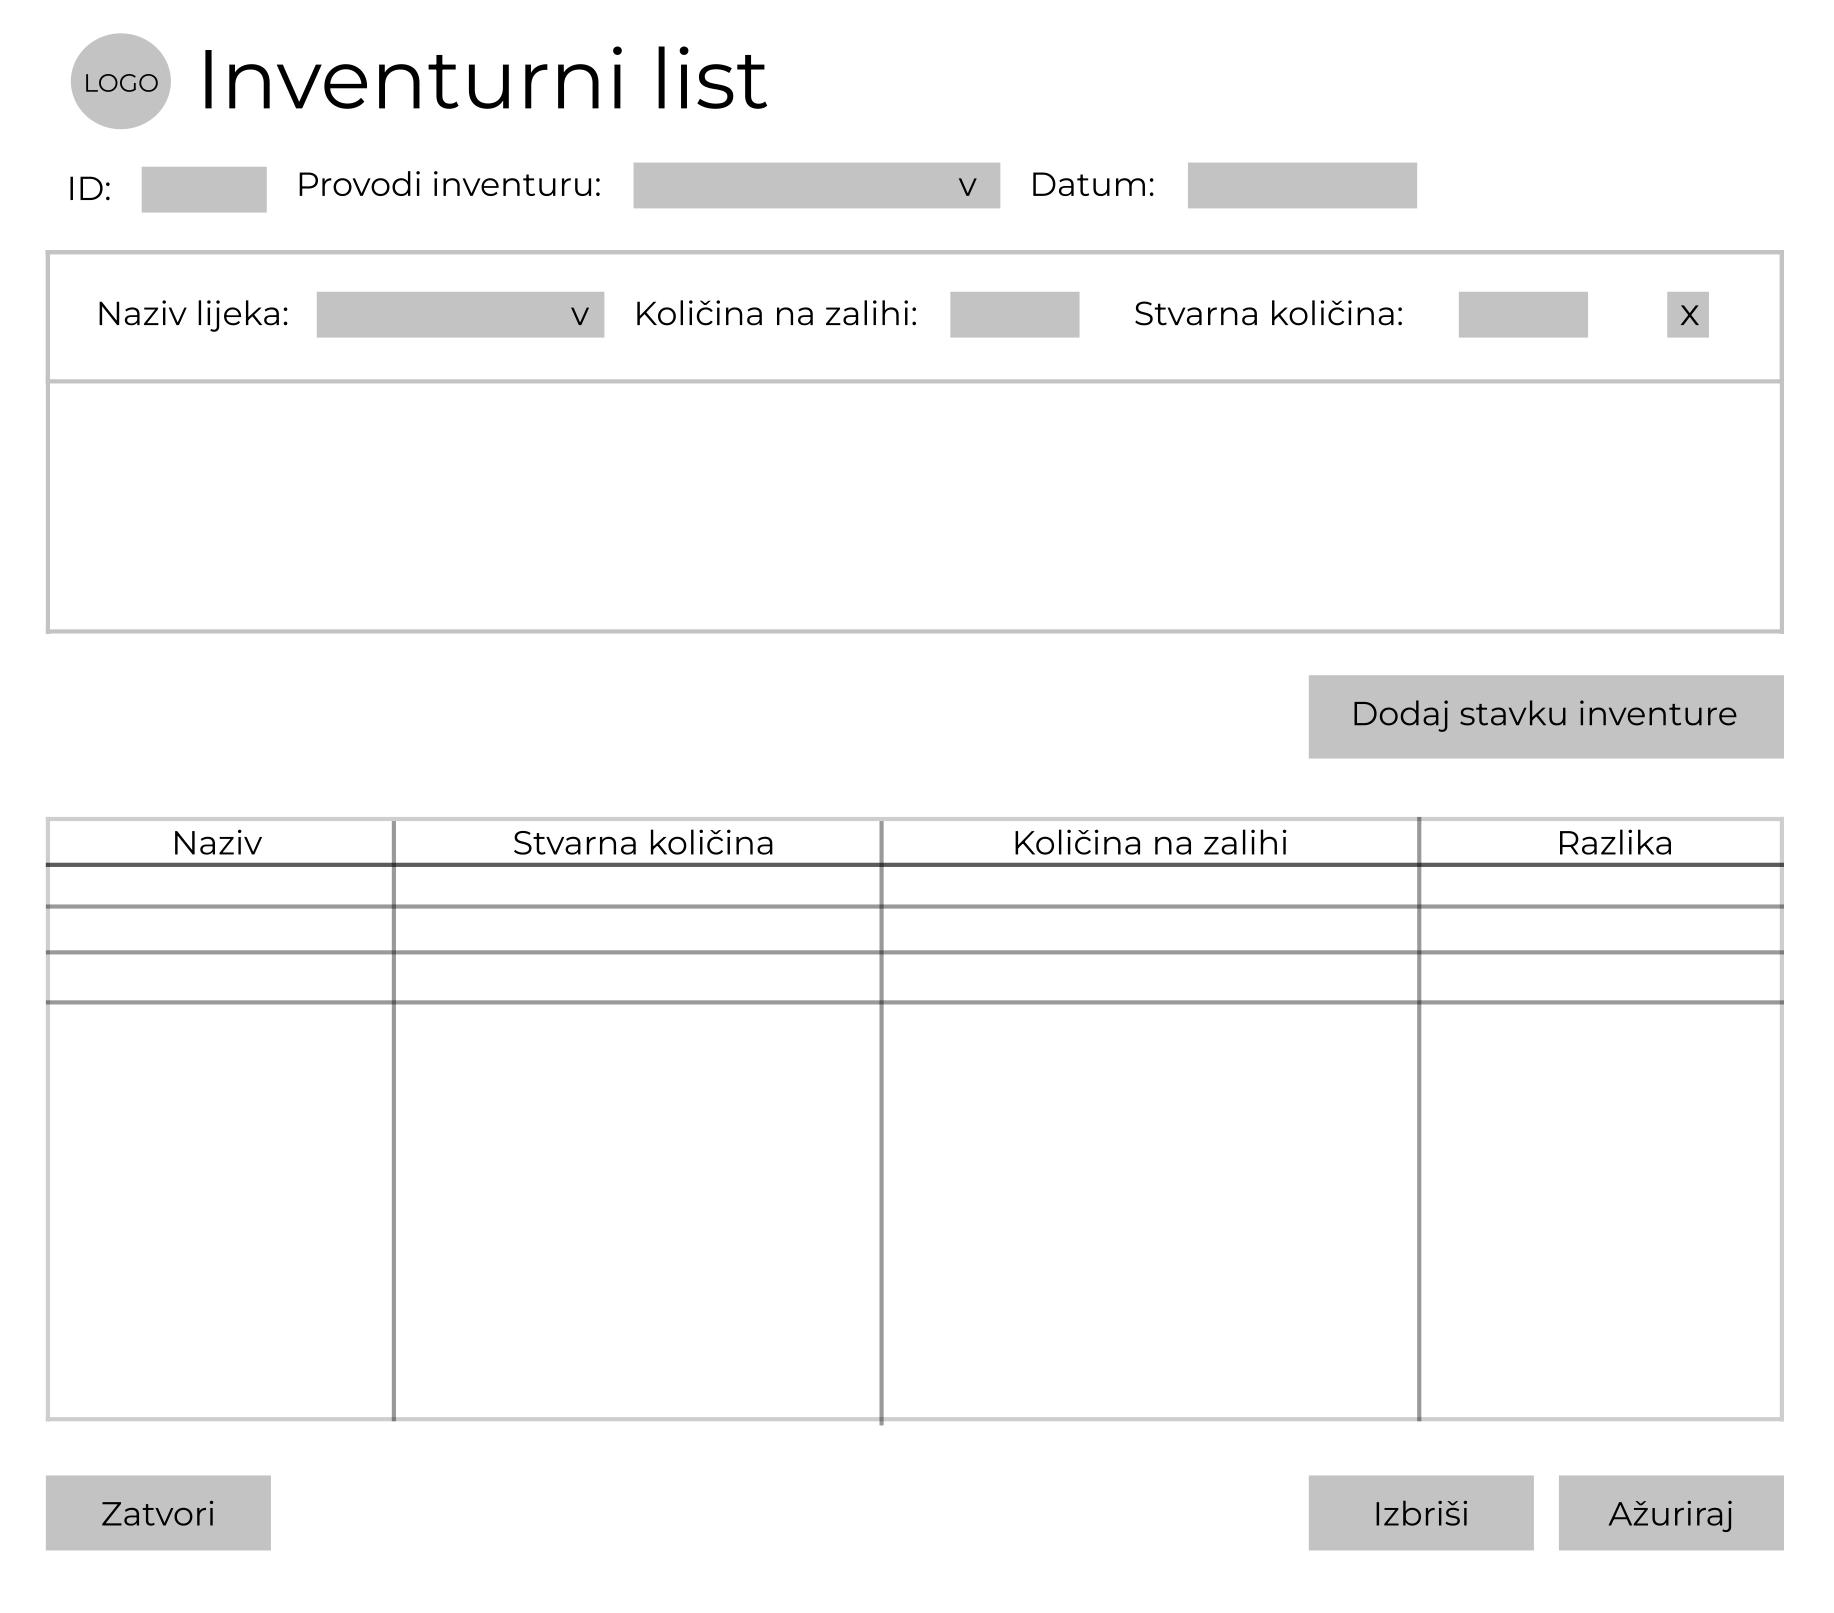 LOGO
Inventurni list
ID: Provodi inventuru: v Datum:
Naziv lijeka: v Količina na zalihi: Stvarna količina: X
Dodaj stavku inventure
Naziv Stvarna količina Količina na zalihi Razlika
Zatvori Izbriši Ažuriraj